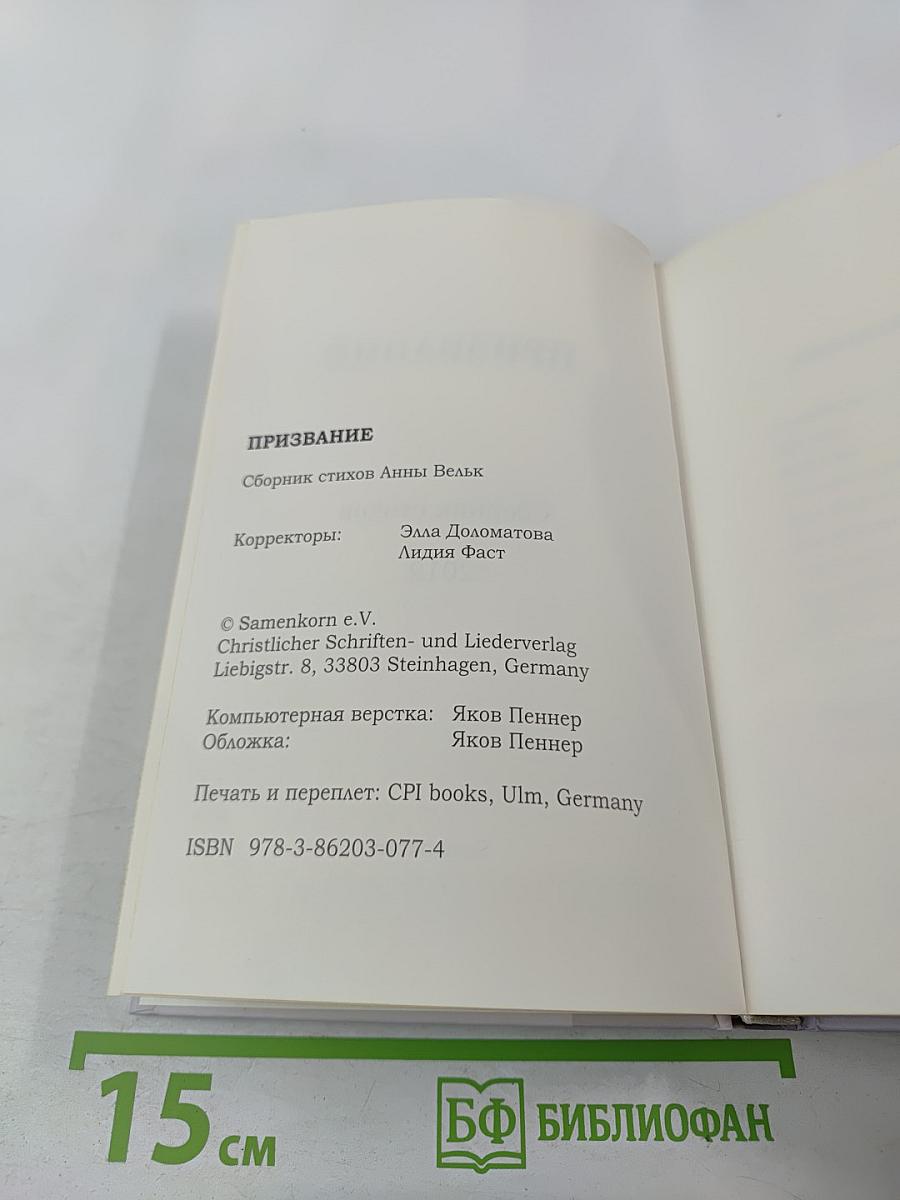 ПРИЗВАНИЕ
Сборник стихов Анны Вельк
Корректоры: Элла Доломатова
Лидия Фаст
© Samenkorn e.V.
Christlicher Schriften- und Liederverlag
Liebigstr. 8, 33803 Steinhagen, Germany
Компьютерная верстка: Яков Пеннер
Обложка: Яков Пеннер
Печать и переплет: CPI books, Ulm, Germany
ISBN 978-3-86203-077-4
15 см
БФ БИБЛИОФАН